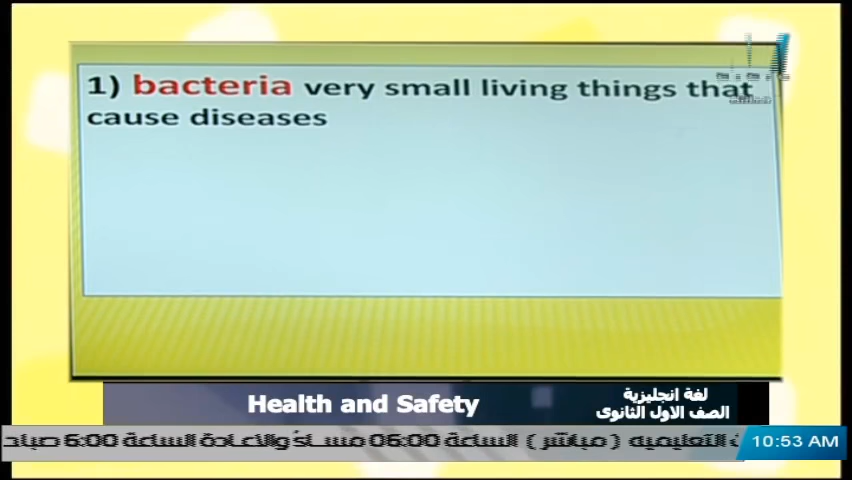 1) bacteria very small living things that
cause diseases
Health and Safety
لغة انجليزية
الصف الاول الثانوى
التعليميه ( مباشر ) الساعة 06:00 مساءً والاعادة الساعة 6:00
10:53 AM